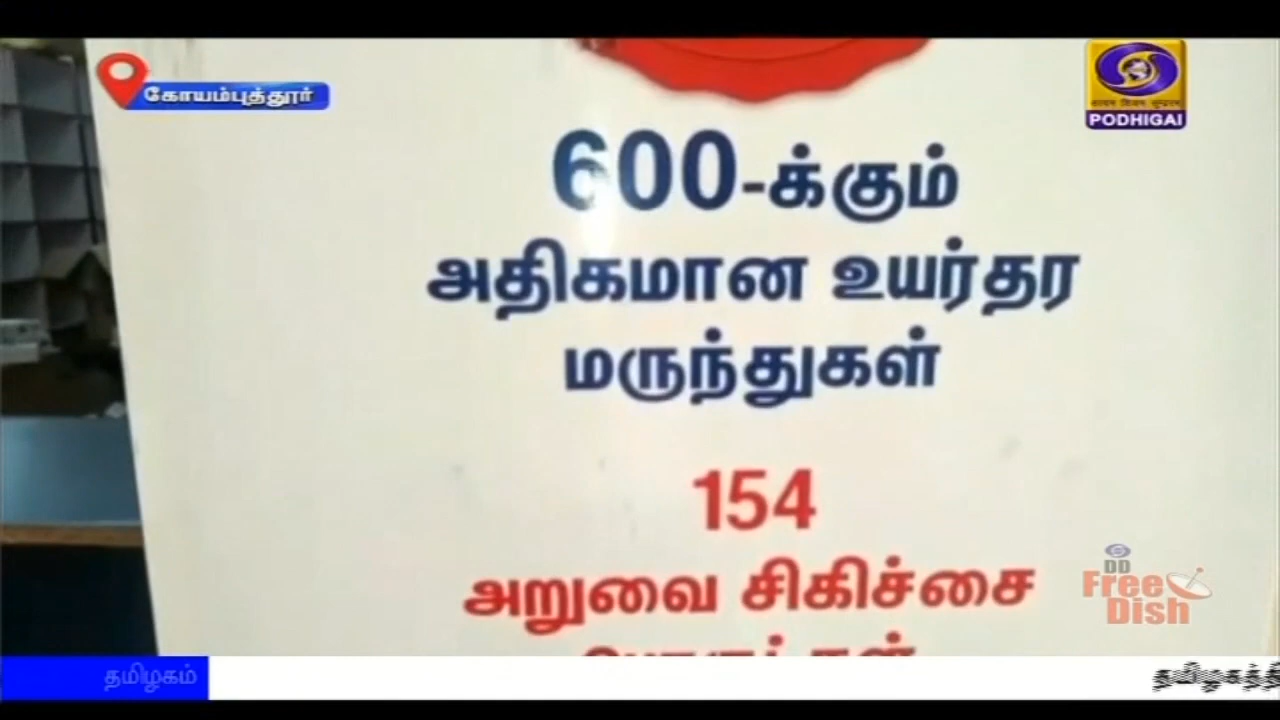 கோயம்புத்தூர்
PODHIGAI
600-க்கும்
அதிகமான உயர்தர
மருந்துகள்
154
அறுவை சிகிச்சை
DD
Free
Dish
தமிழகம்